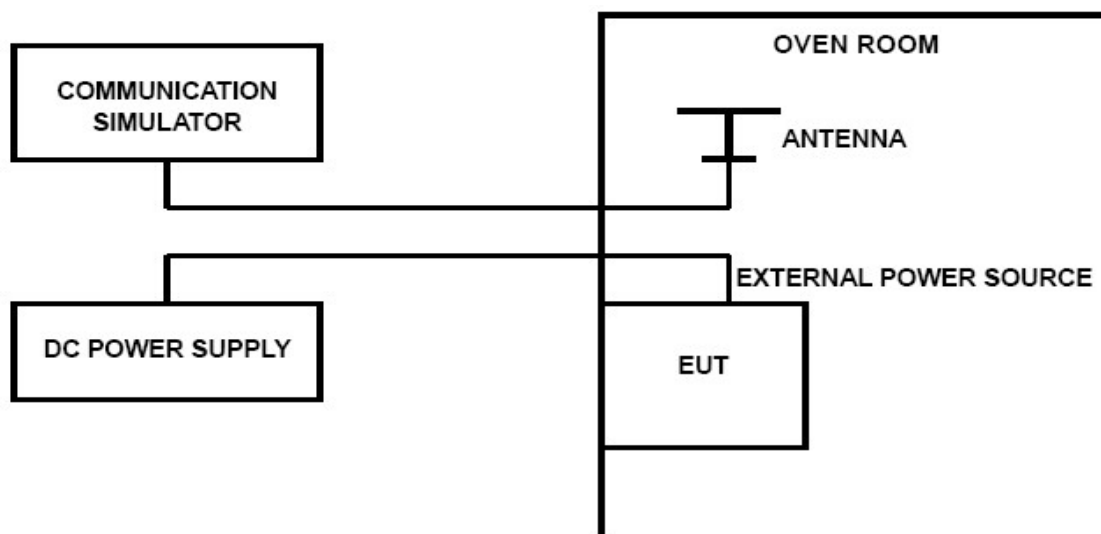 COMMUNICATION
SIMULATOR
OVEN ROOM
ANTENNA
EXTERNAL POWER SOURCE
DC POWER SUPPLY
EUT